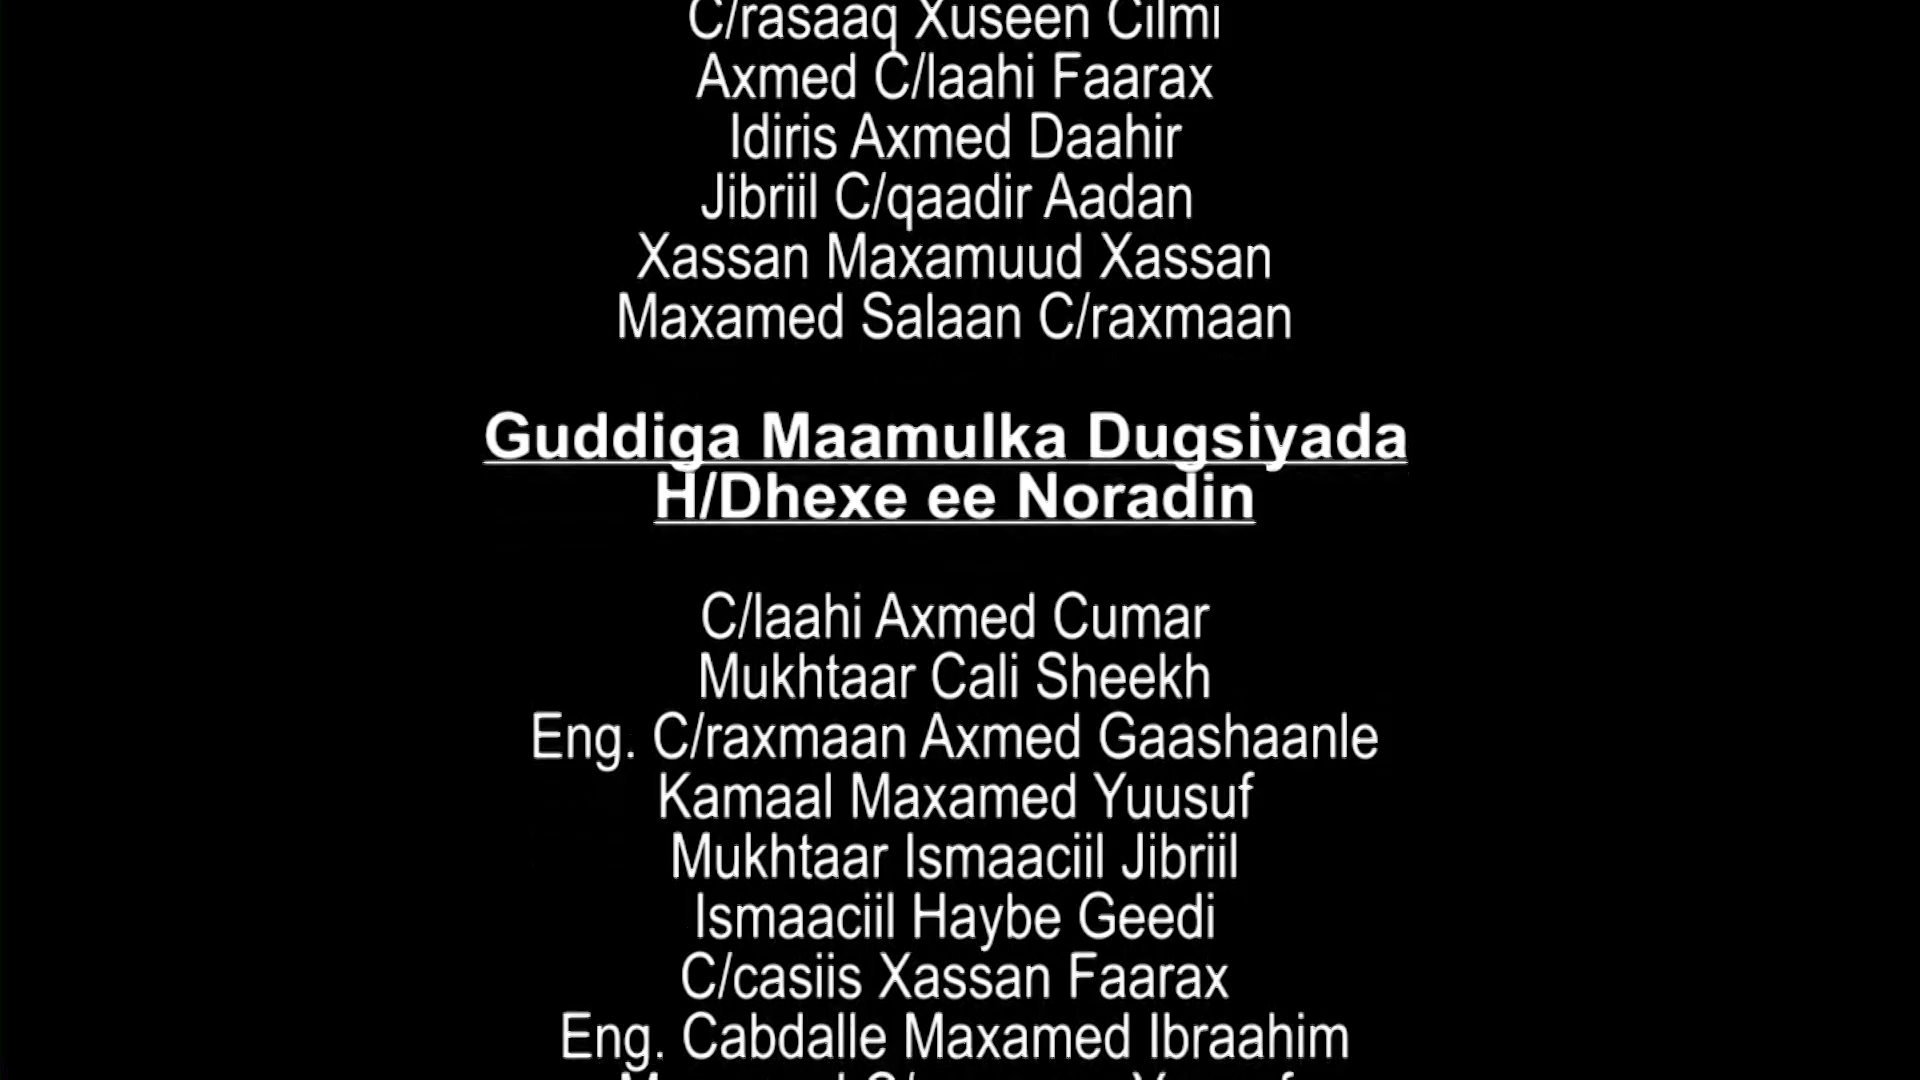 C/rasaaq Xuseen Cilmi
Axmed C/laahi Faarax
Idiris Axmed Daahir
Jibriil C/qaadir Aadan
Xassan Maxamuud Xassan
Maxamed Salaan C/raxmaan
Guddiga Maamulka Dugsiyada
H/Dhexe ee Noradin
C/laahi Axmed Cumar
Mukhtaar Cali Sheekh
Eng. C/raxmaan Axmed Gaashaanle
Kamaal Maxamed Yuusuf
Mukhtaar Ismaaciil Jibriil
Ismaaciil Haybe Geedi
C/casiis Xassan Faarax
Eng. Cabdalle Maxamed Ibraahim